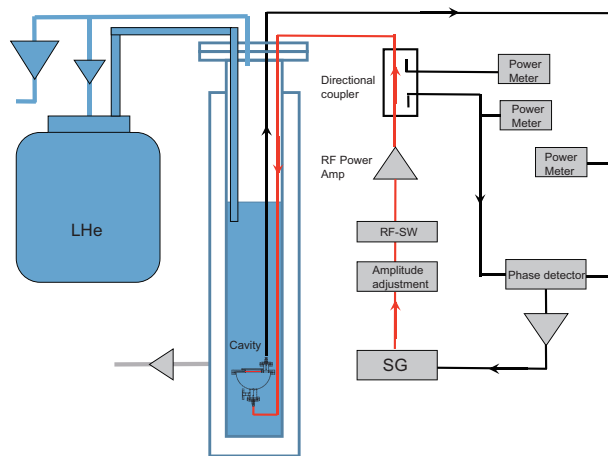 Directional
coupler
Power
Meter
Power
Meter
Power
Meter
RF Power
Amp
LHe
RF-SW
Amplitude
adjustment
Phase detector
Cavity
SG